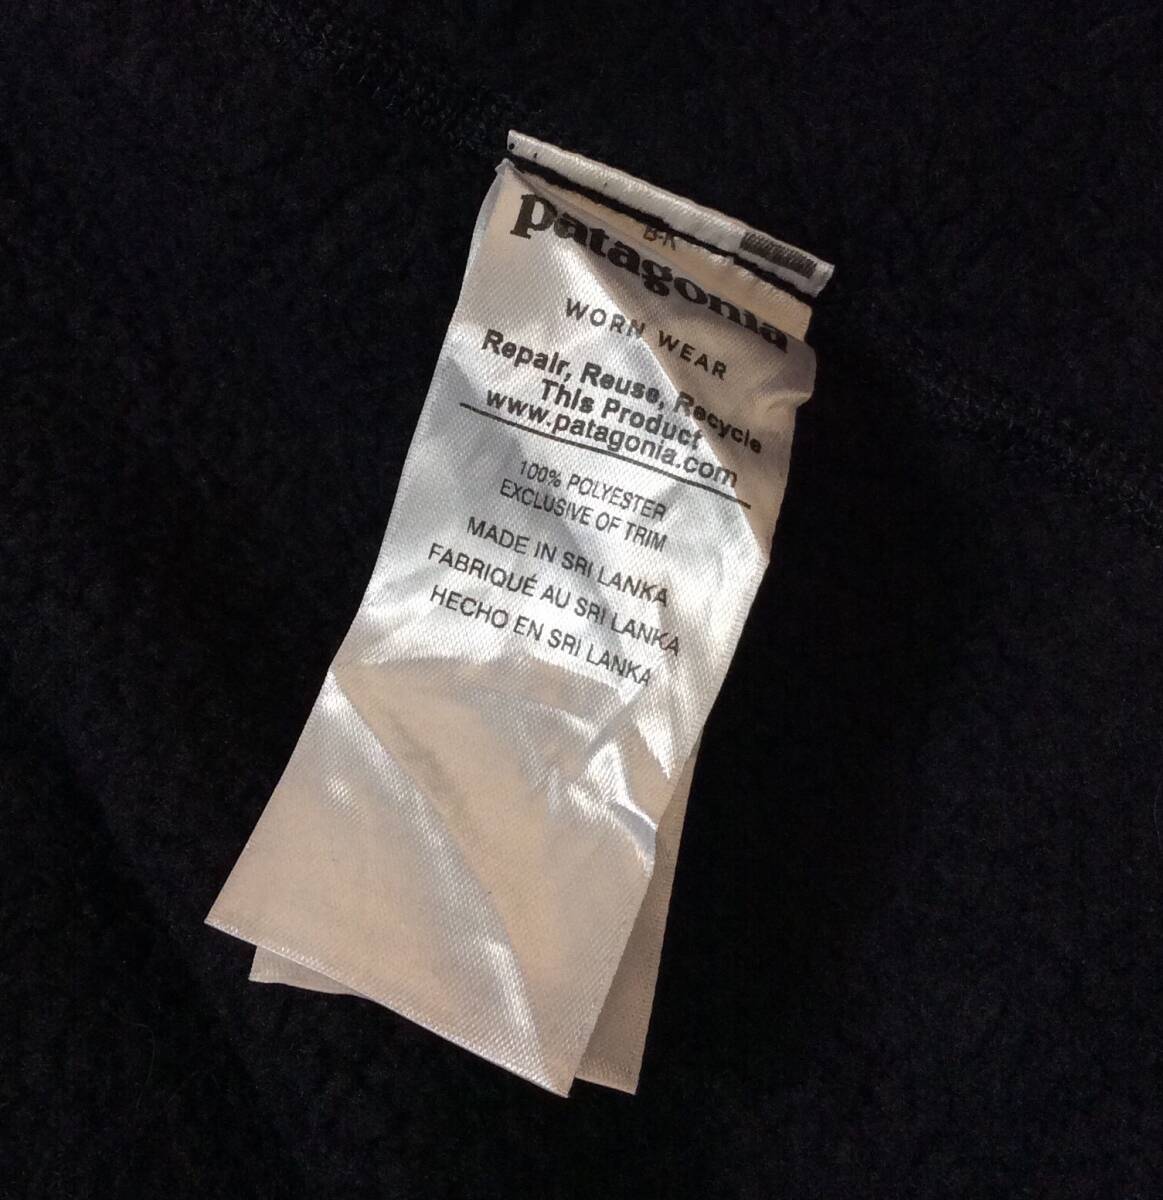 patagonia
WORN WEAR
Repair, Reuse, Recycle
This Product
www.patagonia.com
100% POLYESTER
EXCLUSIVE OF TRIM
MADE IN SRI LANKA
FABRIQUÉ AU SRI LANKA
HECHO EN SRI LANKA